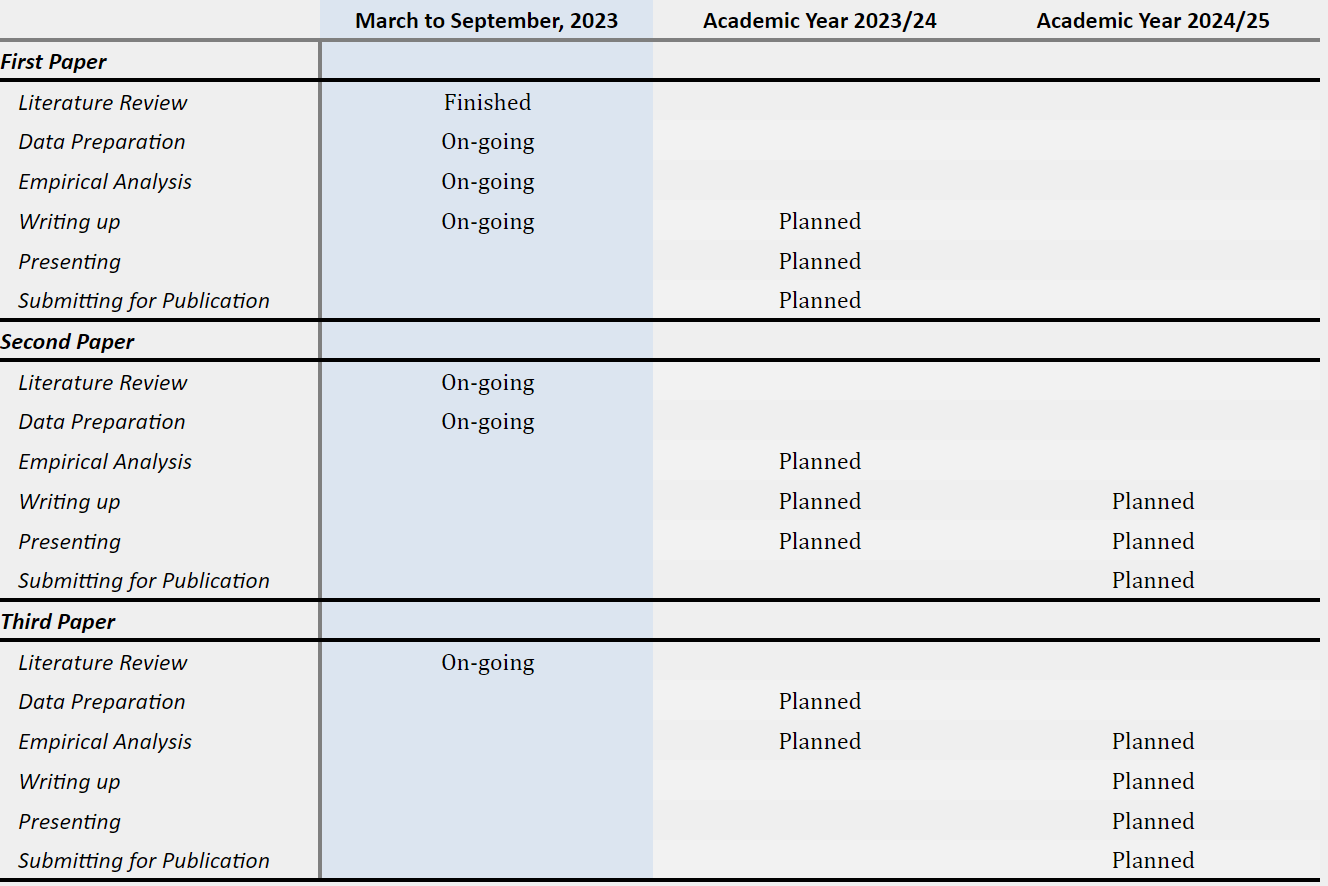 March to September, 2023 Academic Year 2023/24 Academic Year 2024/25
First Paper
Literature Review Finished
Data Preparation On-going
Empirical Analysis On-going
Writing up On-going Planned
Presenting Planned
Submitting for Publication Planned
Second Paper
Literature Review On-going
Data Preparation On-going
Empirical Analysis Planned
Writing up Planned Planned
Presenting Planned Planned
Submitting for Publication Planned
Third Paper
Literature Review On-going
Data Preparation Planned
Empirical Analysis Planned Planned
Writing up Planned
Presenting Planned
Submitting for Publication Planned